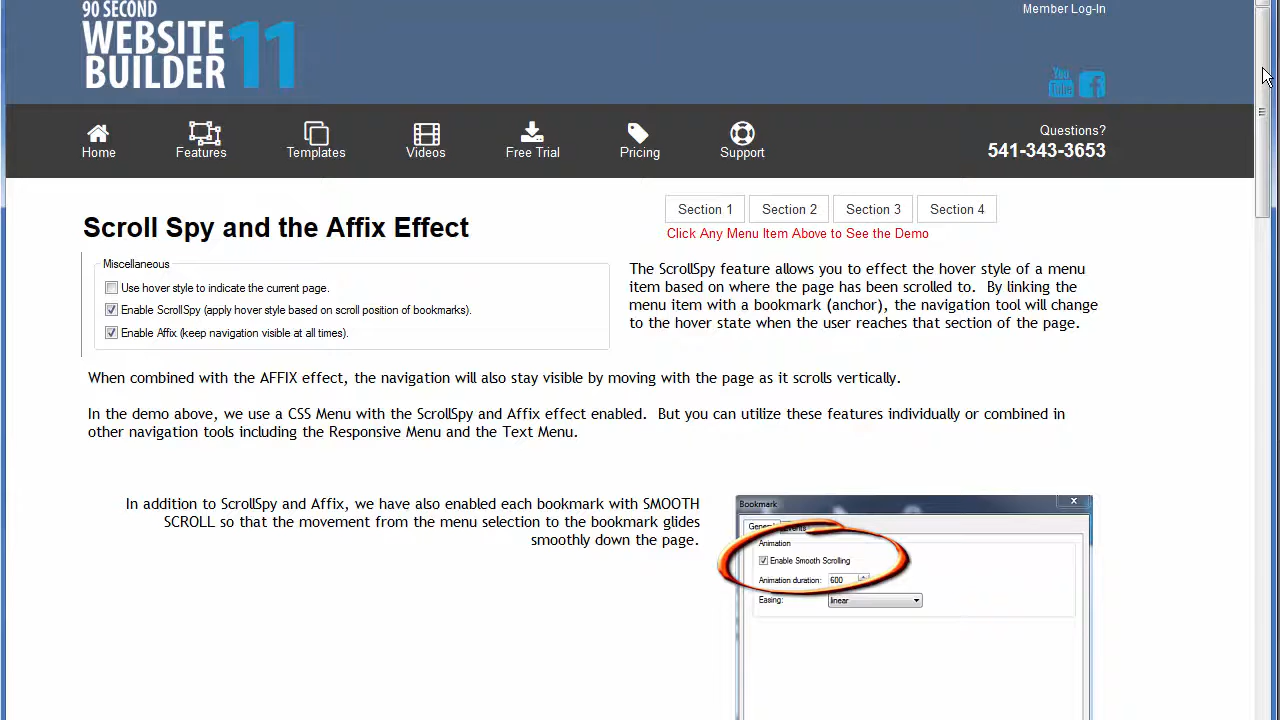 90 SECOND
WEBSITE
BUILDER 11
Member Log-In
You
Tube
Home
Features
Templates
Videos
Free Trial
Pricing
Support
Questions?
541-343-3653
Scroll Spy and the Affix Effect
Section 1
Section 2
Section 3
Section 4
Click Any Menu Item Above to See the Demo
Miscellaneous
Use hover style to indicate the current page.
Enable ScrollSpy (apply hover style based on scroll position of bookmarks).
Enable Affix (keep navigation visible at all times).
The ScrollSpy feature allows you to effect the hover style of a menu
item based on where the page has been scrolled to.  By linking the
menu item with a bookmark (anchor), the navigation tool will change
to the hover state when the user reaches that section of the page.
When combined with the AFFIX effect, the navigation will also stay visible by moving with the page as it scrolls vertically.
In the demo above, we use a CSS Menu with the ScrollSpy and Affix effect enabled.  But you can utilize these features individually or combined in
other navigation tools including the Responsive Menu and the Text Menu.
In addition to ScrollSpy and Affix, we have also enabled each bookmark with SMOOTH
SCROLL so that the movement from the menu selection to the bookmark glides
smoothly down the page.
Bookmark
Animation
Enable Smooth Scrolling
Animation duration: 600
Easing: linear